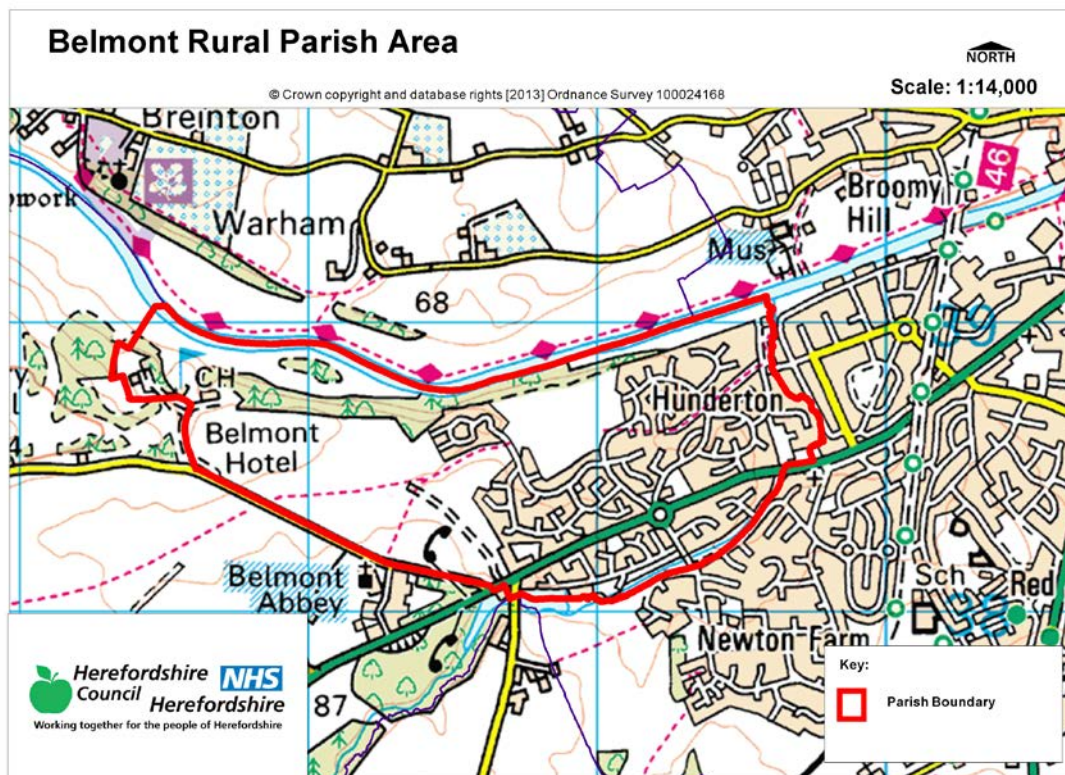 Belmont Rural Parish Area
NORTH
Scale: 1:14,000
© Crown copyright and database rights [2013] Ordnance Survey 100024168
Breinton
46
Broomy
Hill
Warham
Mus
68
CH
Hunderton
Belmont
Hotel
Belmont
Abbey
Sch
Red
Newton Farm
87
Herefordshire
Council
NHS
Herefordshire
Working together for the people of Herefordshire
Key:
Parish Boundary